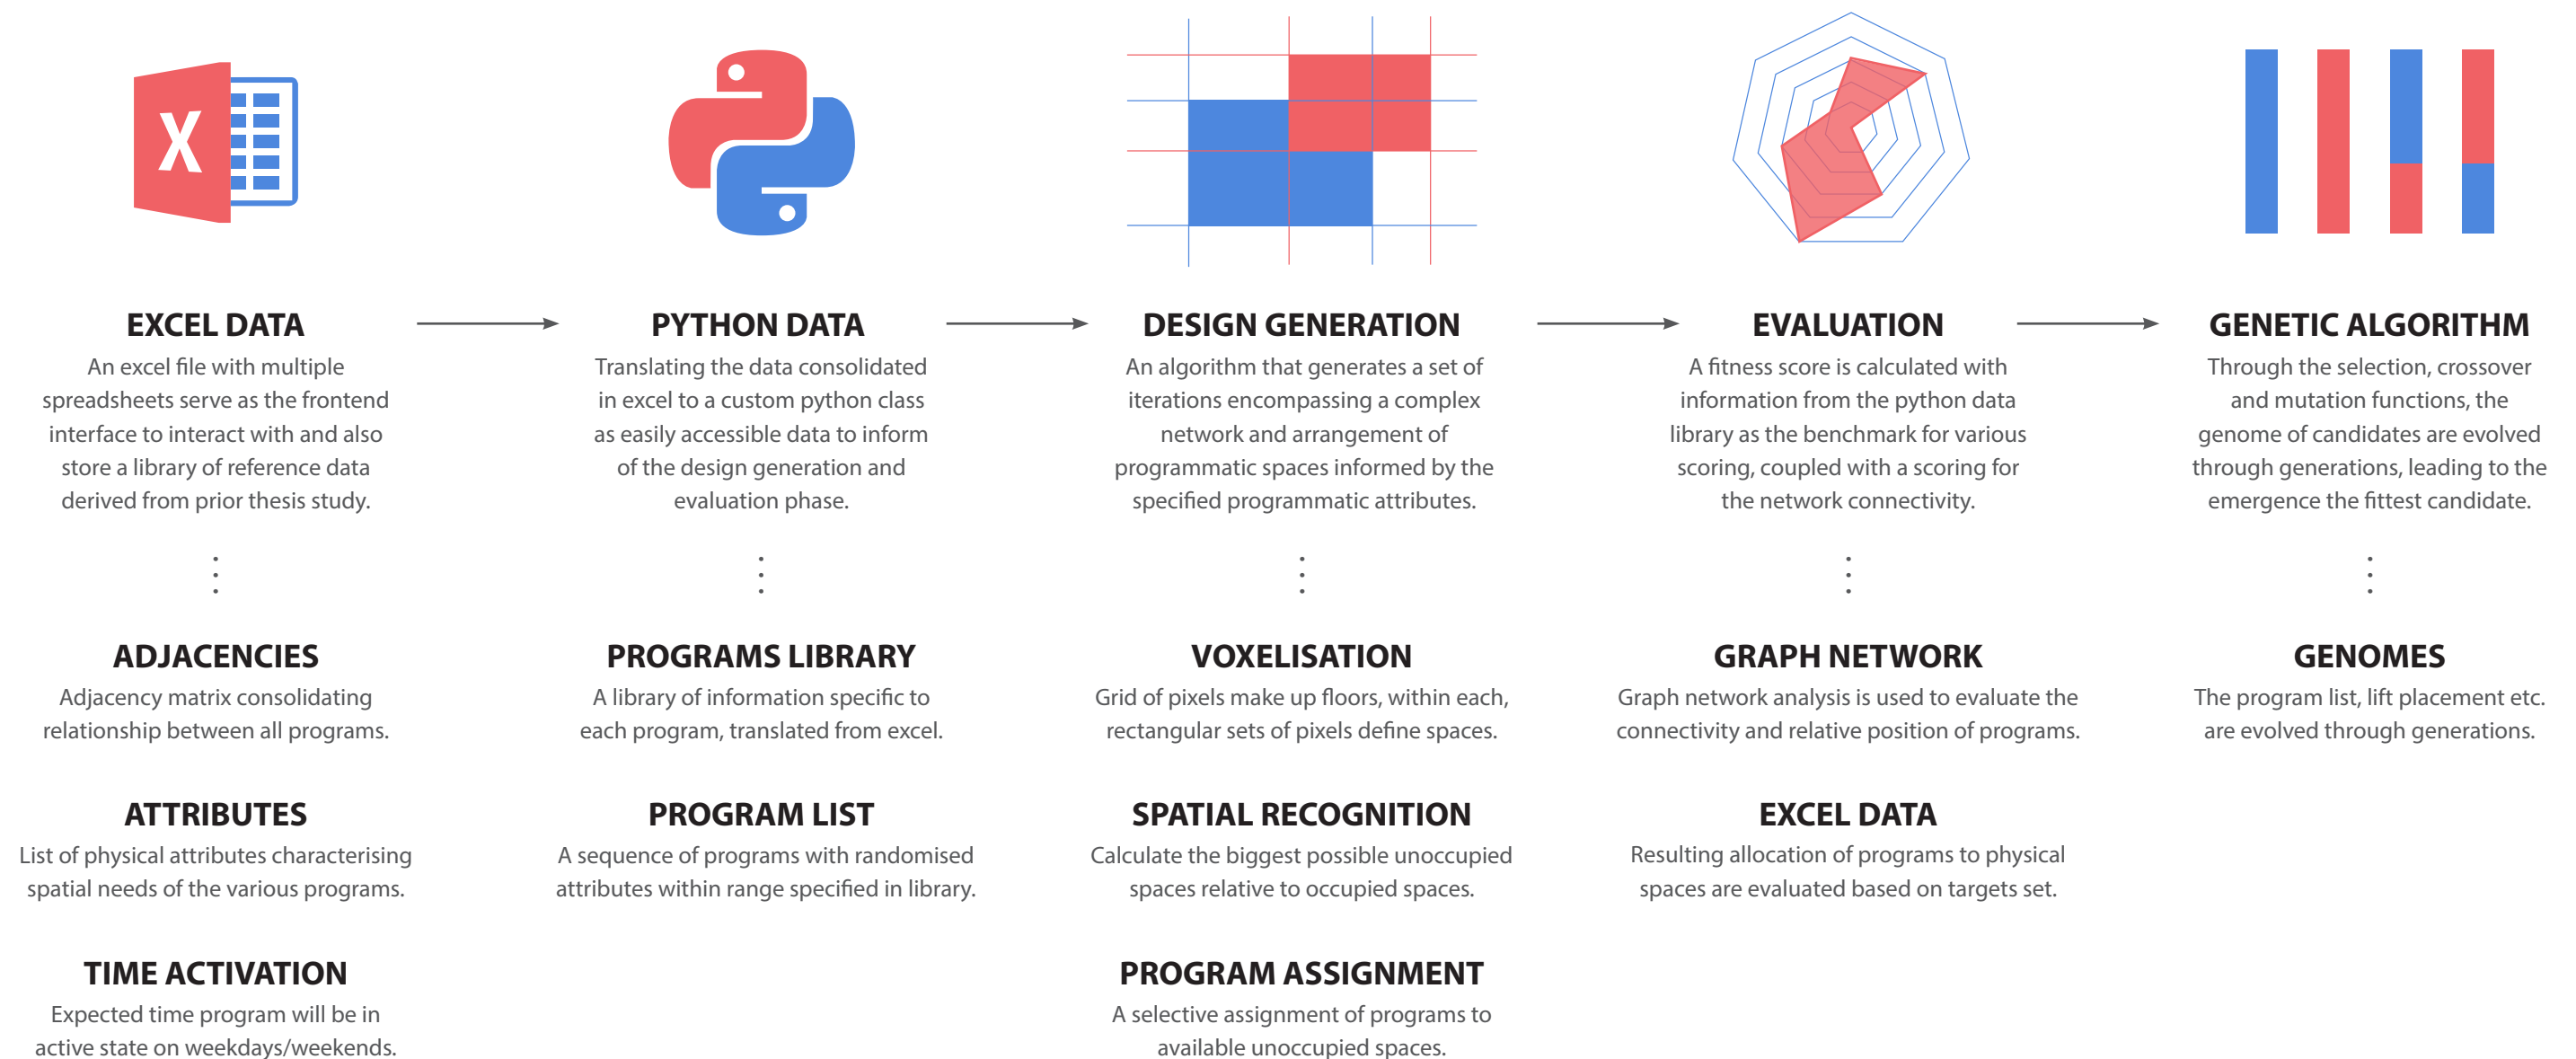 X
EXCEL DATA
An excel file with multiple
spreadsheets serve as the frontend
interface to interact with and also
store a library of reference data
derived from prior thesis study.
ADJACENCIES
Adjacency matrix consolidating
relationship between all programs.
ATTRIBUTES
List of physical attributes characterising
spatial needs of the various programs.
TIME ACTIVATION
Expected time program will be in
active state on weekdays/weekends.
PYTHON DATA
Translating the data consolidated
in excel to a custom python class
as easily accessible data to inform
of the design generation and
evaluation phase.
PROGRAMS LIBRARY
A library of information specific to
each program, translated from excel.
PROGRAM LIST
A sequence of programs with randomised
attributes within range specified in library.
DESIGN GENERATION
An algorithm that generates a set of
iterations encompassing a complex
network and arrangement of
programmatic spaces informed by the
specified programmatic attributes.
VOXELISATION
Grid of pixels make up floors, within each,
rectangular sets of pixels define spaces.
SPATIAL RECOGNITION
Calculate the biggest possible unoccupied
spaces relative to occupied spaces.
PROGRAM ASSIGNMENT
A selective assignment of programs to
available unoccupied spaces.
EVALUATION
A fitness score is calculated with
information from the python data
library as the benchmark for various
scoring, coupled with a scoring for
the network connectivity.
GRAPH NETWORK
Graph network analysis is used to evaluate the
connectivity and relative position of programs.
EXCEL DATA
Resulting allocation of programs to physical
spaces are evaluated based on targets set.
GENETIC ALGORITHM
Through the selection, crossover
and mutation functions, the
genome of candidates are evolved
through generations, leading to the
emergence the fittest candidate.
GENOMES
The program list, lift placement etc.
are evolved through generations.